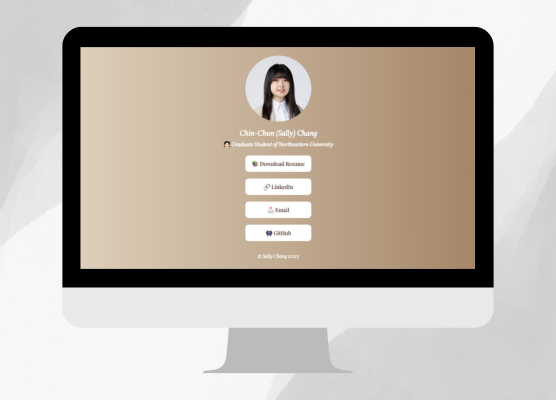 Chin-Chun (Sally) Chang
Graduate Student of Northeastern University
Download Resume
LinkedIn
Email
GitHub
© Sally Chang 2023